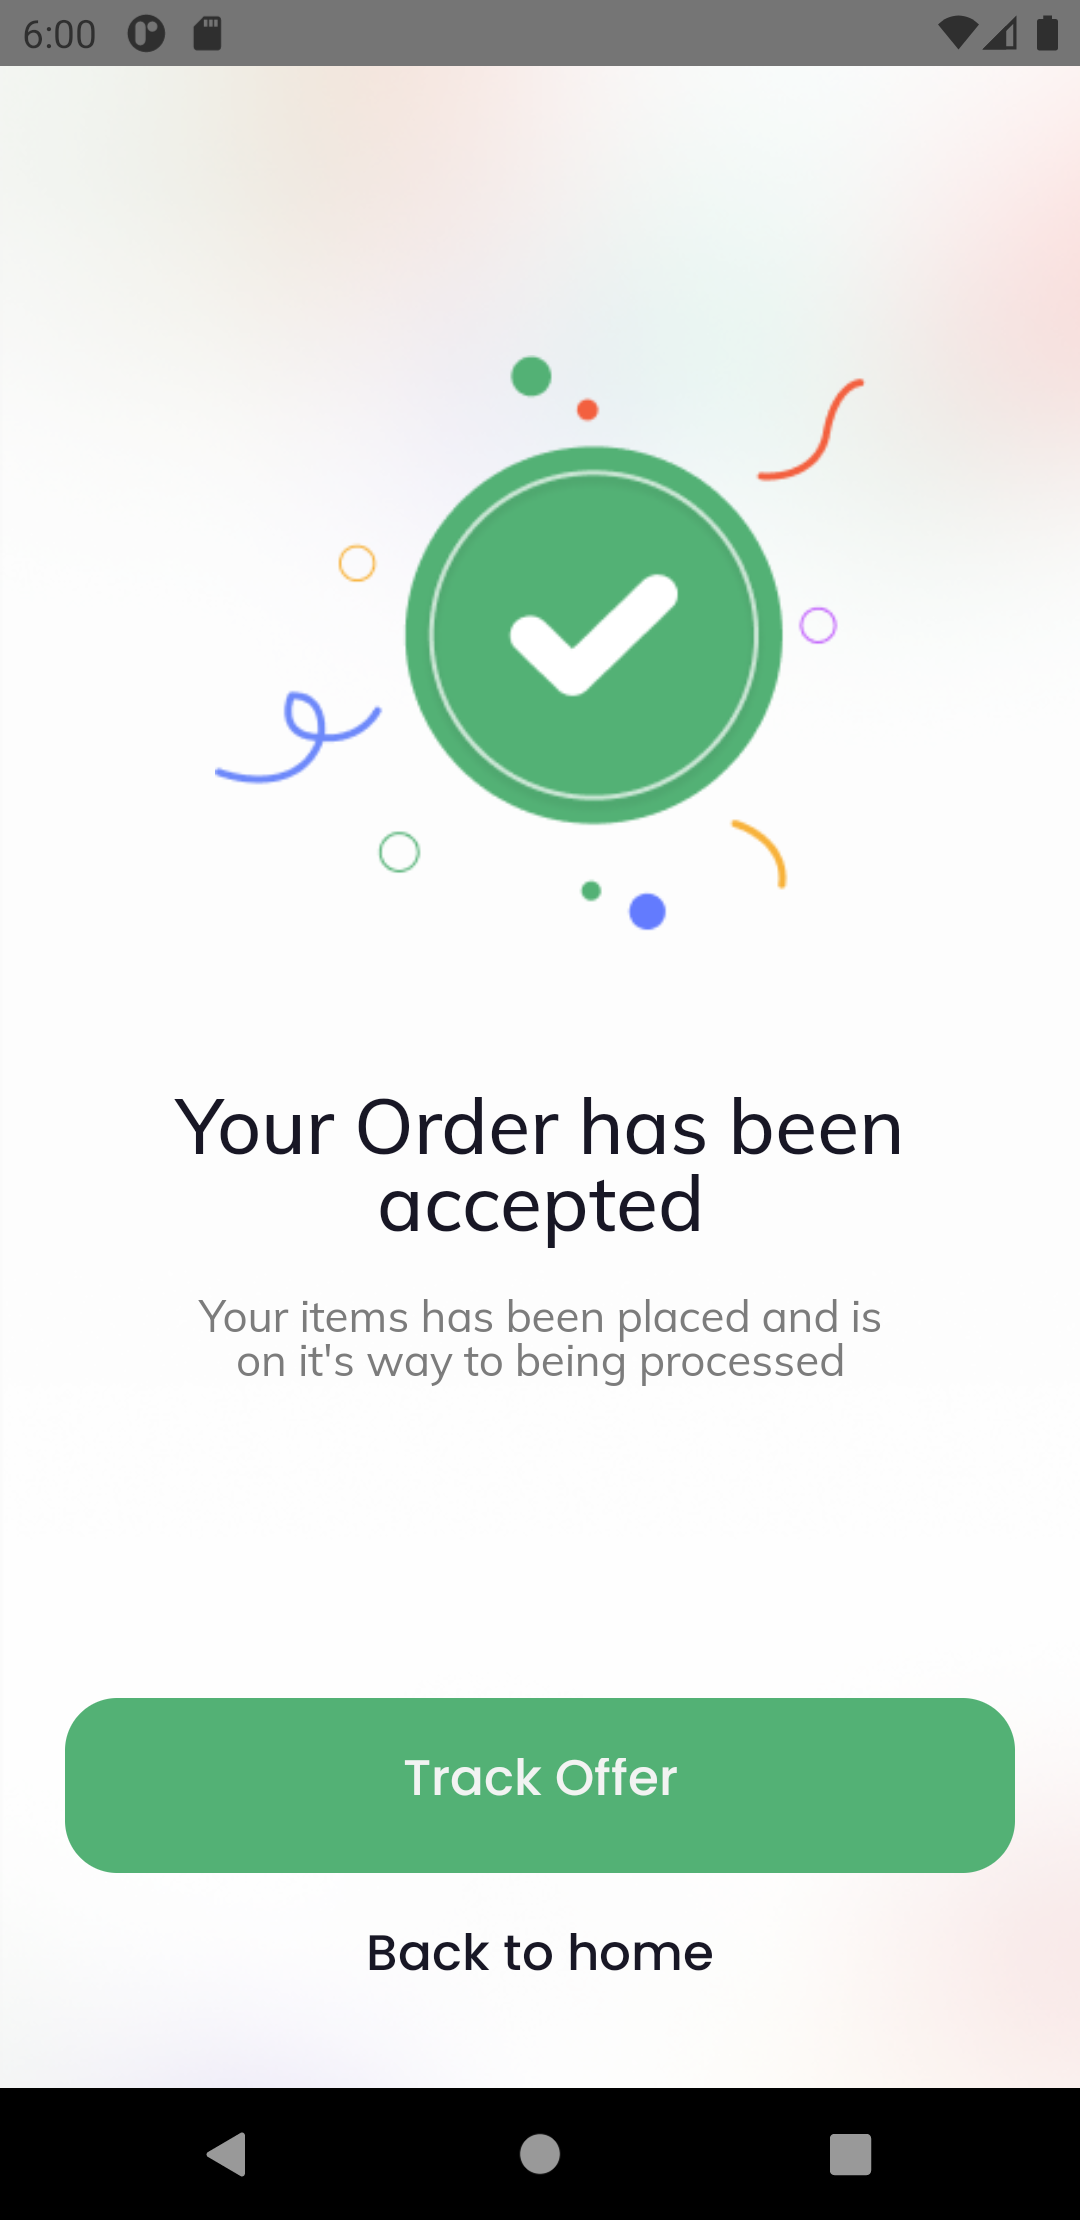 6:00
Your Order has been
accepted
Your items has been placed and is
on it's way to being processed
Track Offer
Back to home